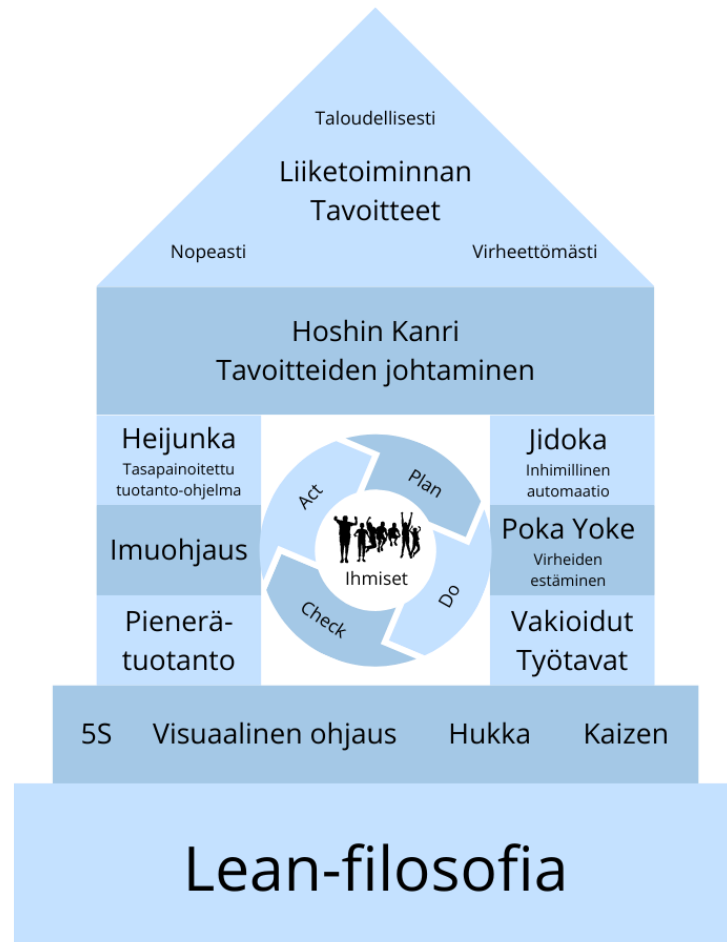 Taloudellisesti
Liiketoiminnan
Tavoitteet
Nopeasti
Virheettömästi
Hoshin Kanri
Tavoitteiden johtaminen
Heijunka
Tasapainoitettu
tuotanto-ohjelma
Imuohjaus
Pienerä-
tuotanto
Act
Plan
Do
Check
Ihmiset
Jidoka
Inhimillinen
automaatio
Poka Yoke
Virheiden
estäminen
Vakioidut
Työtavat
5S
Visuaalinen ohjaus
Hukka
Kaizen
Lean-filosofia